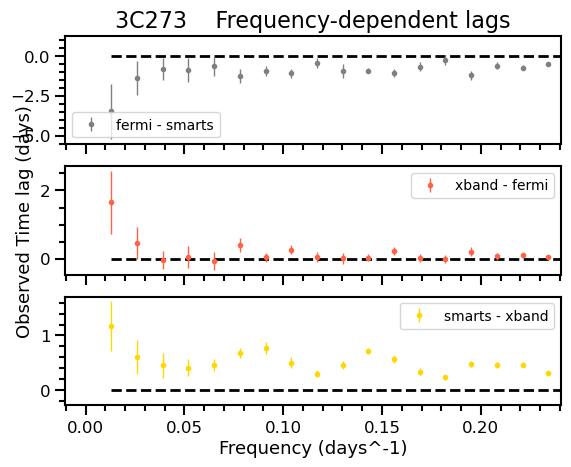 3C273    Frequency-dependent lags
Observed Time lag (days)
0.0
−2.5
−5.0
fermi - smarts
2
0
xband - fermi
1
0
smarts - xband
0.00 0.05 0.10 0.15 0.20
Frequency (days^-1)